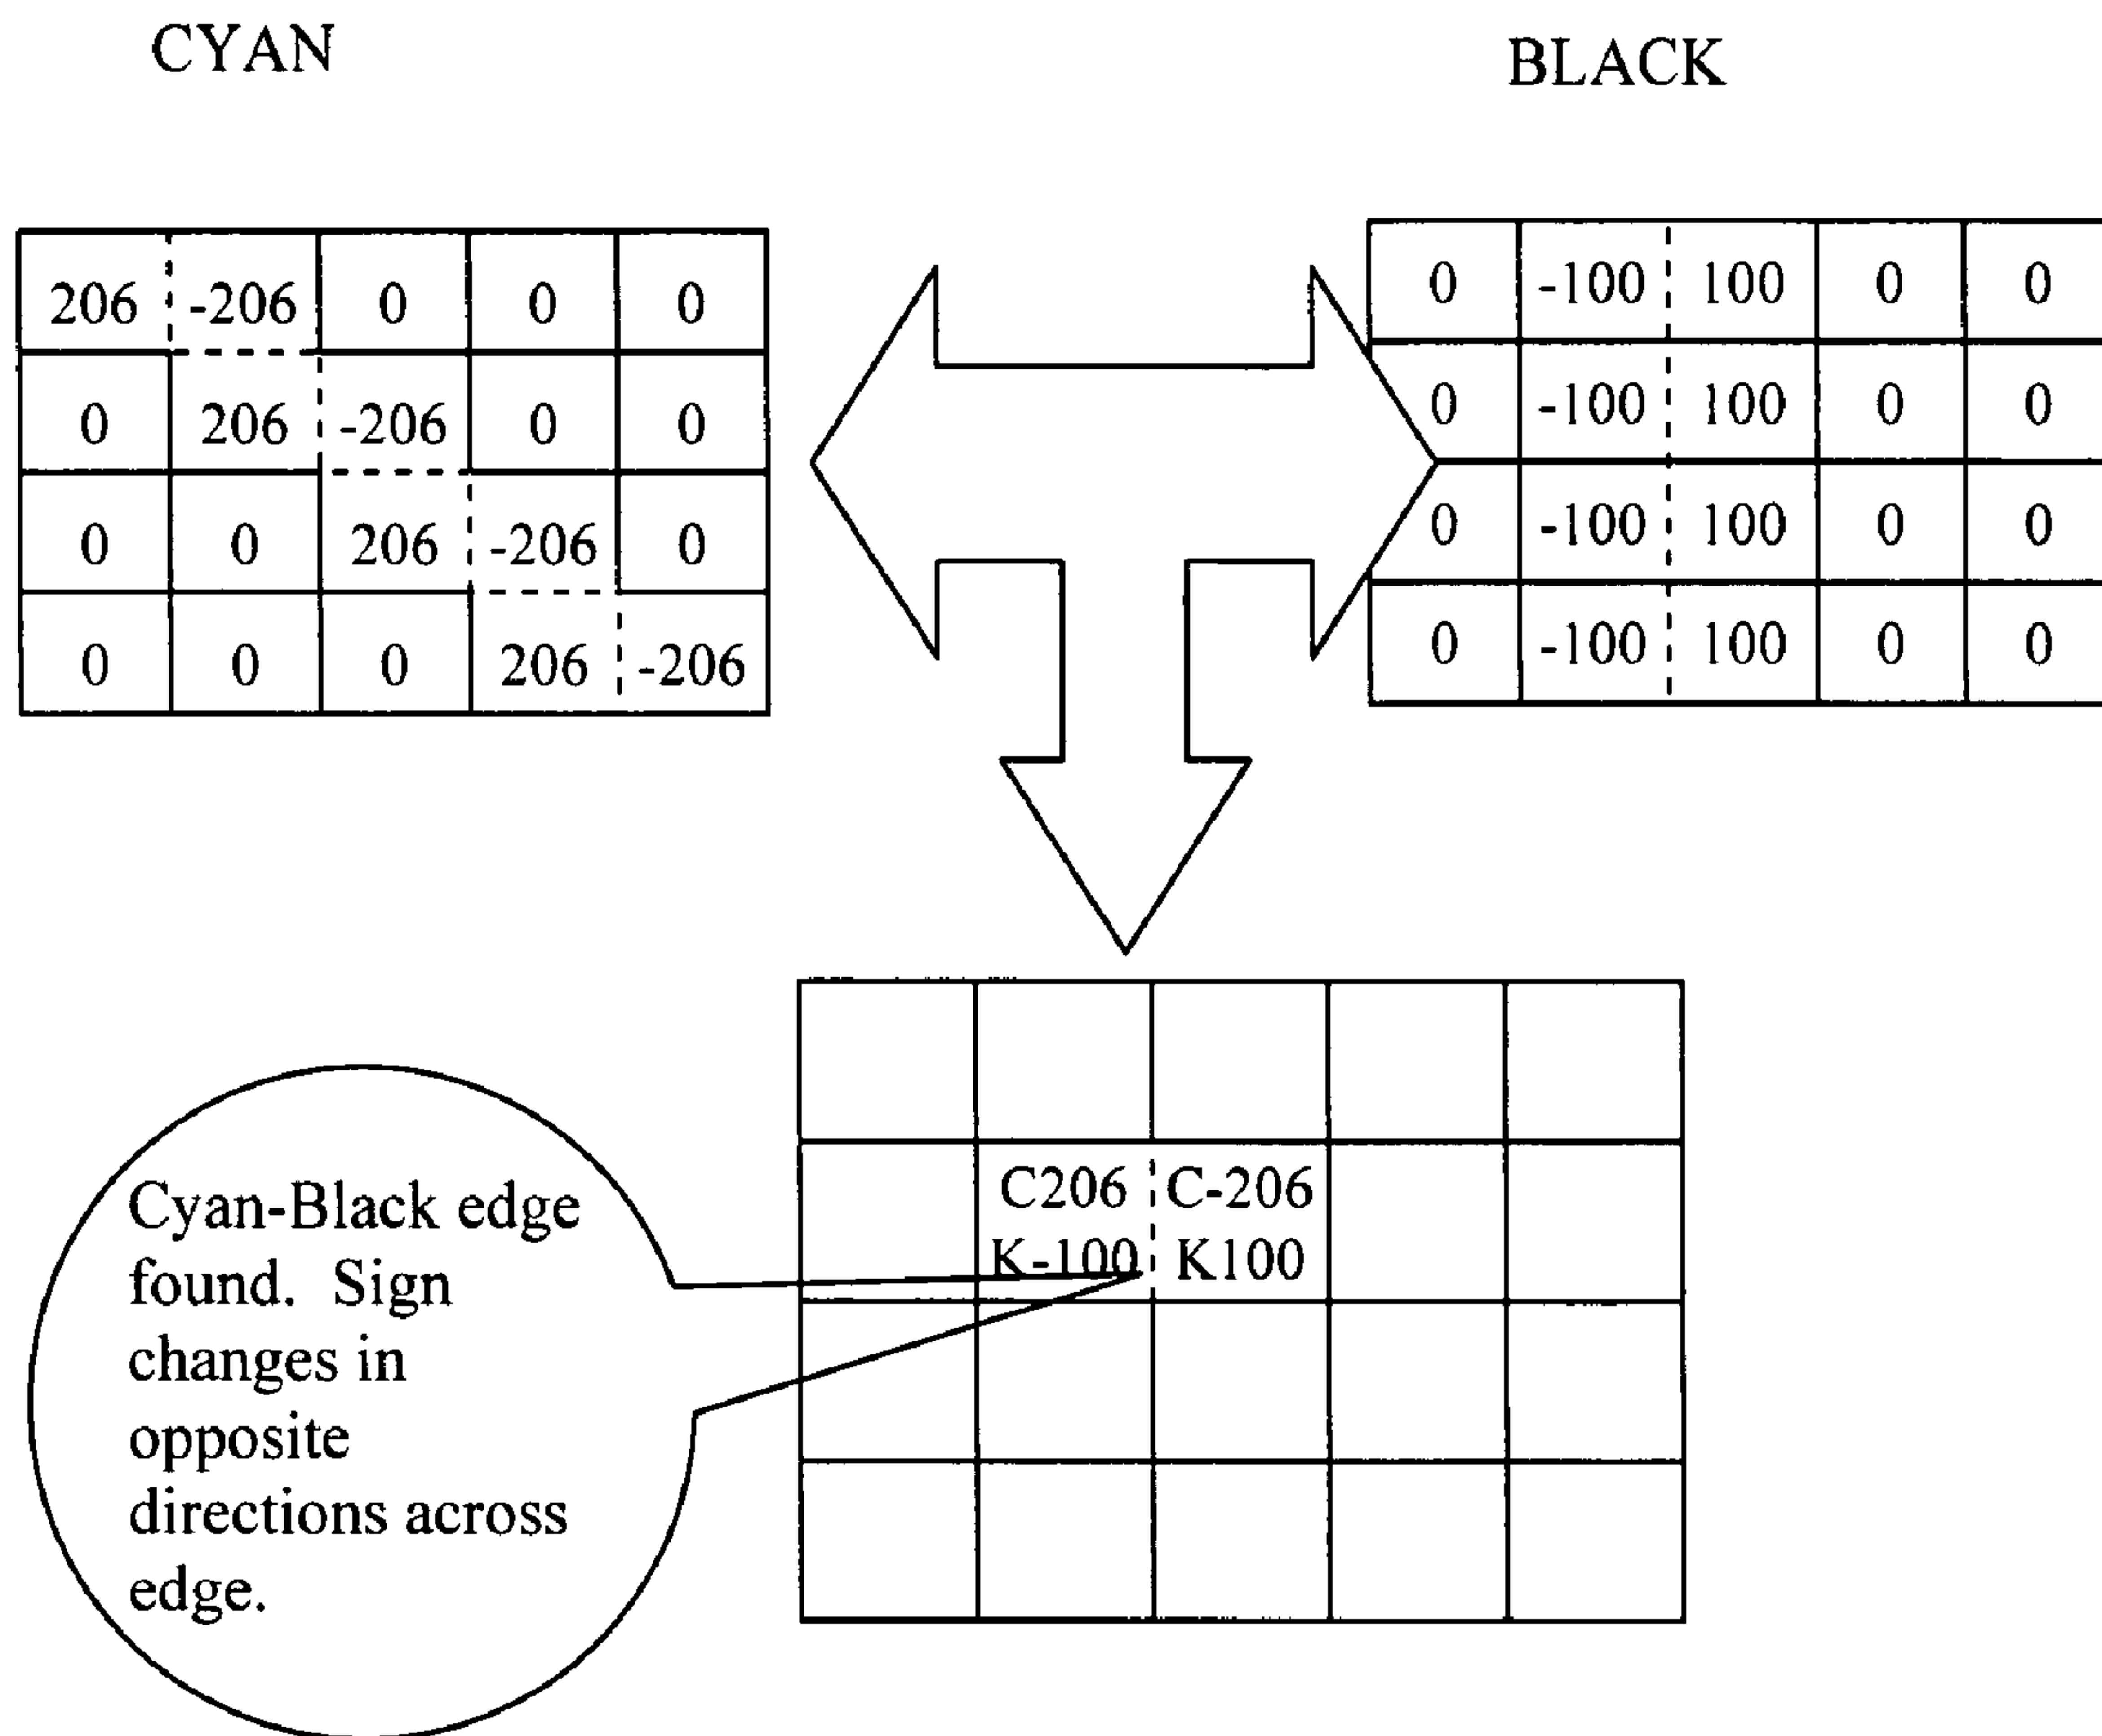 CYAN
BLACK
206 -206 0 0 0
0 206 -206 0 0
0 0 206 -206 0
0 0 0 206 -206
0 -100 100 0 0
0 -100 100 0 0
0 -100 100 0 0
0 -100 100 0 0
C206 C-206
K-100 K100
Cyan-Black edge
found. Sign
changes in
opposite
directions across
edge.